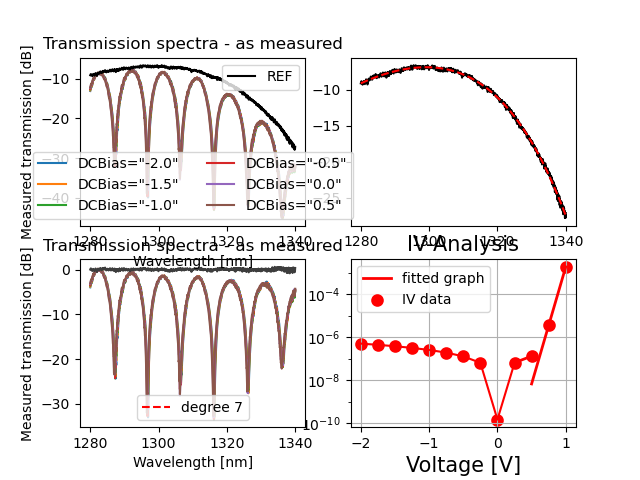 Transmission spectra - as measured
Measured transmission [dB]
−10
−20
−30
−40
REF
DCBias="-2.0"
DCBias="-1.5"
DCBias="-1.0"
DCBias="-0.5"
DCBias="0.0"
DCBias="0.5"
1280
1300
1320
1340
Wavelength [nm]
−10
−15
−25
1280
1300
1320
1340
Transmission spectra - as measured
Measured transmission [dB]
0
−10
−20
−30
degree 7
1280
1300
1320
1340
Wavelength [nm]
IV Analysis
fitted graph
IV data
10⁻⁴
10⁻⁶
10⁻⁸
10⁻¹⁰
−2
−1
0
1
Voltage [V]